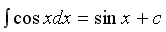 ∫cos xdx = sin x + c